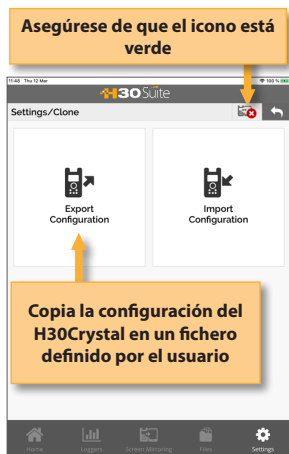 Asegúrese de que el icono está
verde
11:48 Thu 12 Mar
100 %
H30Suite
Settings/Clone
Export
Configuration
Import
Configuration
Copia la configuración del
H30Crystal en un fichero
definido por el usuario
Home
Loggers
Screen Mirroring
Files
Settings